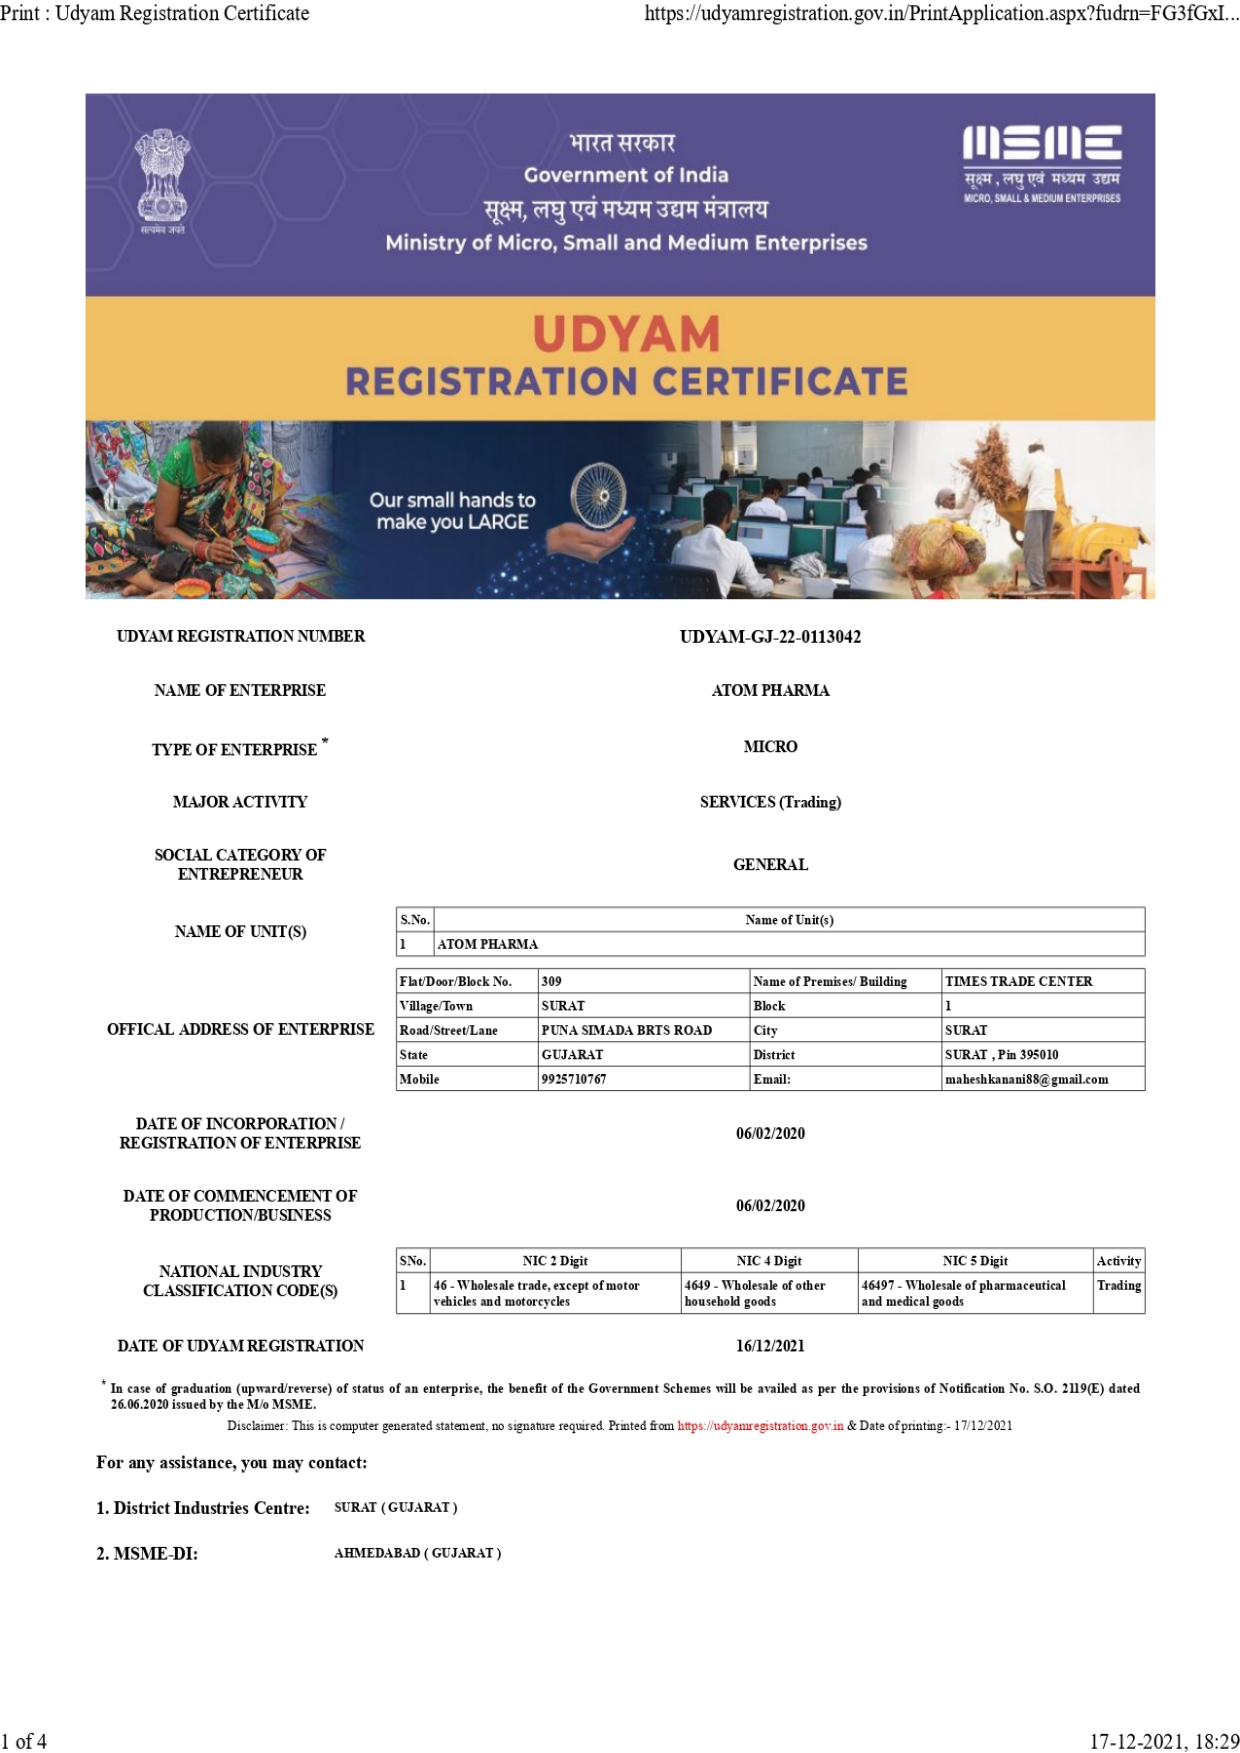 Print : Udyam Registration Certificate https://udyamregistration.gov.in/PrintApplication.aspx?fudrn=FG3fGxI...
भारत सरकार
Government of India
सूक्ष्म, लघु एवं मध्यम उद्यम मंत्रालय
Ministry of Micro, Small and Medium Enterprises
सत्यमेव जयते
MSME
सूक्ष्म , लघु एवं मध्यम उद्यम
MICRO, SMALL & MEDIUM ENTERPRISES
UDYAM
REGISTRATION CERTIFICATE
Our small hands to
make you LARGE
UDYAM REGISTRATION NUMBER UDYAM-GJ-22-0113042
NAME OF ENTERPRISE ATOM PHARMA
TYPE OF ENTERPRISE * MICRO
MAJOR ACTIVITY SERVICES (Trading)
SOCIAL CATEGORY OF
ENTREPRENEUR GENERAL
NAME OF UNIT(S)
S.No. Name of Unit(s)
1 ATOM PHARMA
OFFICAL ADDRESS OF ENTERPRISE
Flat/Door/Block No. 309 Name of Premises/ Building TIMES TRADE CENTER
Village/Town SURAT Block 1
Road/Street/Lane PUNA SIMADA BRTS ROAD City SURAT
State GUJARAT District SURAT , Pin 395010
Mobile 9925710767 Email: maheshkanani88@gmail.com
DATE OF INCORPORATION /
REGISTRATION OF ENTERPRISE 06/02/2020
DATE OF COMMENCEMENT OF
PRODUCTION/BUSINESS 06/02/2020
NATIONAL INDUSTRY
CLASSIFICATION CODE(S)
SNo. NIC 2 Digit NIC 4 Digit NIC 5 Digit Activity
1 46 - Wholesale trade, except of motor 4649 - Wholesale of other 46497 - Wholesale of pharmaceutical Trading
vehicles and motorcycles household goods and medical goods
DATE OF UDYAM REGISTRATION 16/12/2021
* In case of graduation (upward/reverse) of status of an enterprise, the benefit of the Government Schemes will be availed as per the provisions of Notification No. S.O. 2119(E) dated
26.06.2020 issued by the M/o MSME.
Disclaimer: This is computer generated statement, no signature required. Printed from https://udyamregistration.gov.in & Date of printing:- 17/12/2021
For any assistance, you may contact:
1. District Industries Centre: SURAT ( GUJARAT )
2. MSME-DI: AHMEDABAD ( GUJARAT )
1 of 4 17-12-2021, 18:29